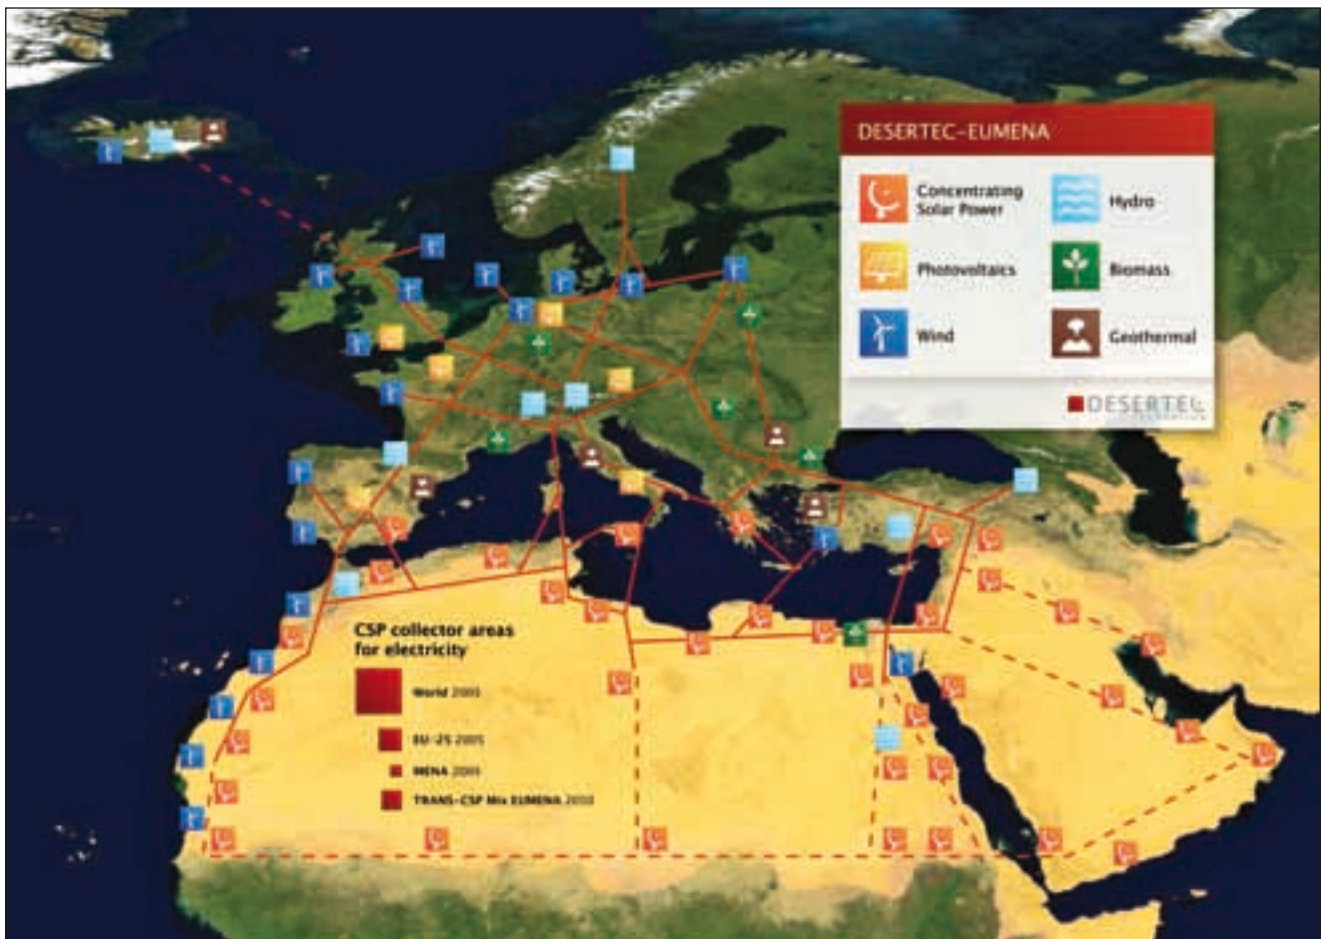 DESERTEC-EUMENA
Concentrating
Solar Power
Hydro
Photovoltaics
Biomass
Wind
Geothermal
DESERTEC
CSP collector areas
for electricity
World 2005
EU-25 2005
MENA 2005
TRANS-CSP Mix EUMENA 2050